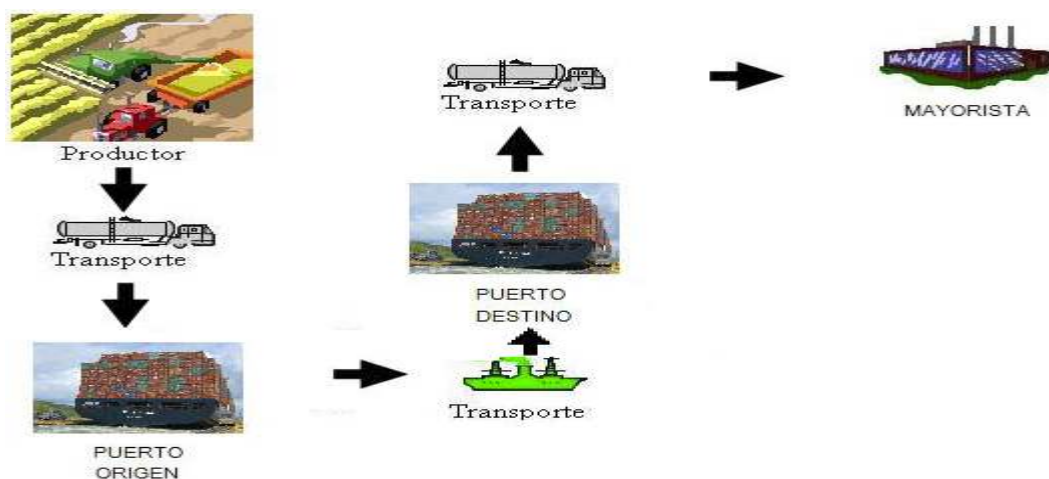 Productor
Transporte
PUERTO
ORIGEN
Transporte
PUERTO
DESTINO
Transporte
MAYORISTA